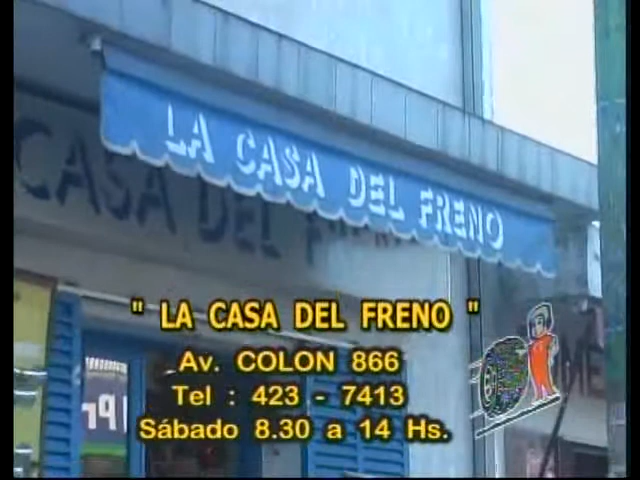 LA CASA DEL FRENO
CASA DEL F
" LA CASA DEL FRENO "
Av. COLON 866
Tel : 423 - 7413
Sábado 8.30 a 14 Hs.
Pri